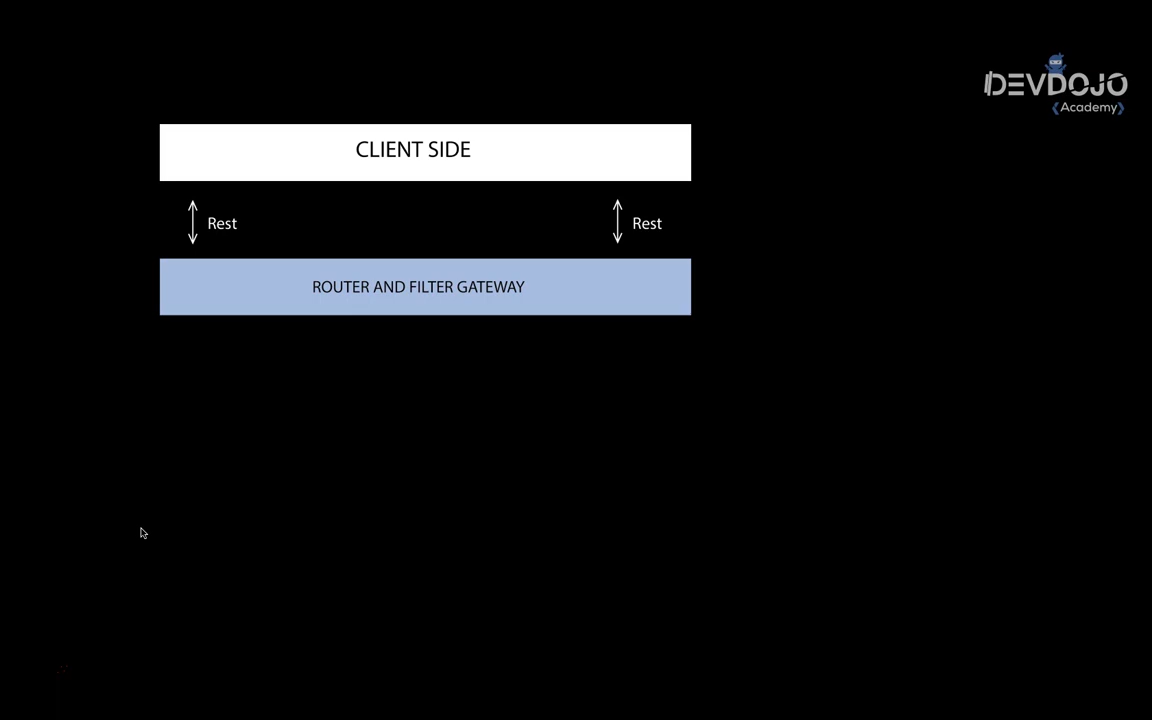 DEVDOJO
Academy
CLIENT SIDE
Rest Rest
ROUTER AND FILTER GATEWAY